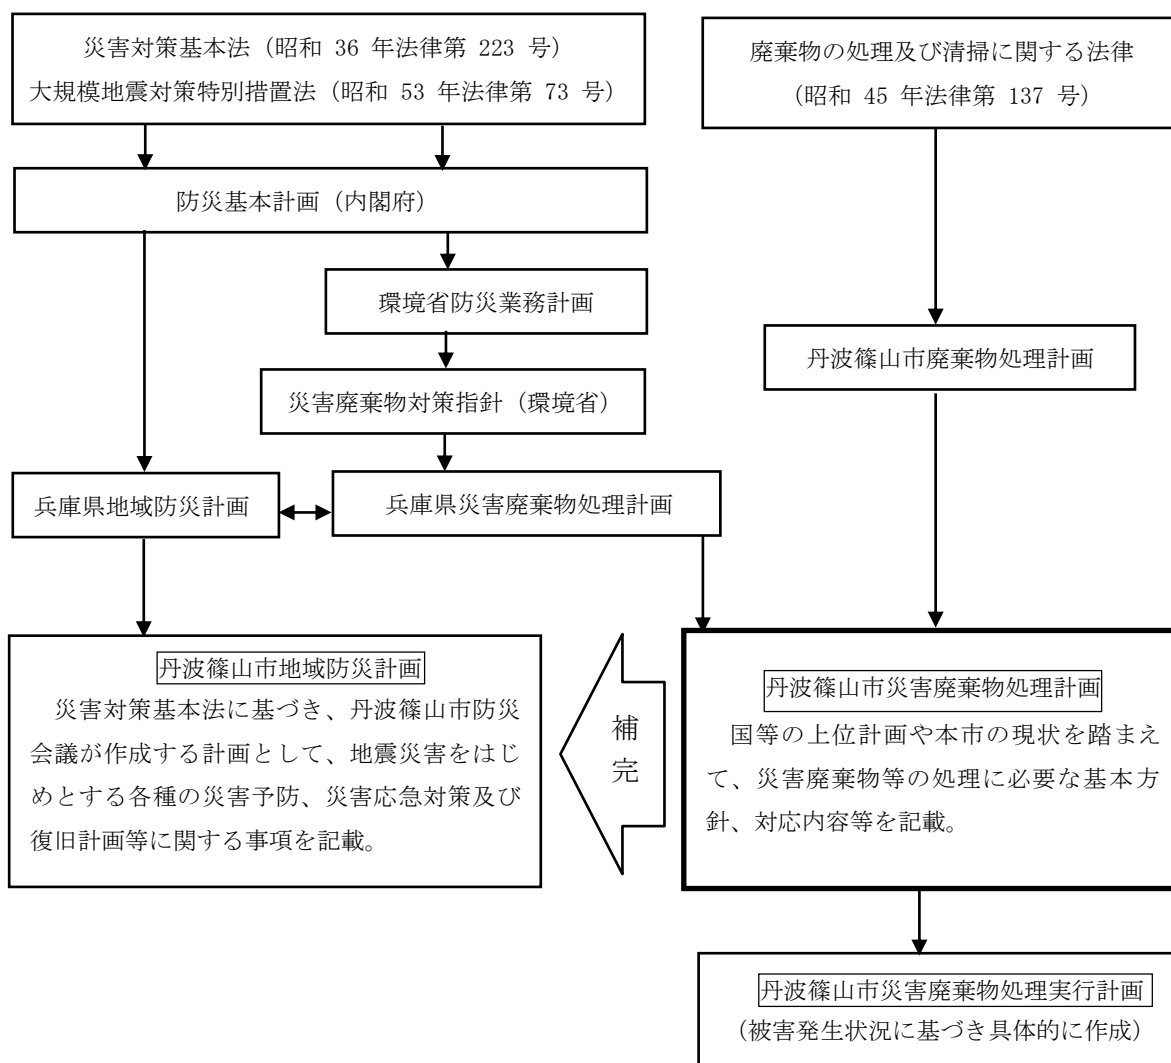 災害対策基本法（昭和 36 年法律第 223 号）
大規模地震対策特別措置法（昭和 53 年法律第 73 号）
廃棄物の処理及び清掃に関する法律
（昭和 45 年法律第 137 号）
防災基本計画（内閣府）
環境省防災業務計画
丹波篠山市廃棄物処理計画
災害廃棄物対策指針（環境省）
兵庫県地域防災計画
兵庫県災害廃棄物処理計画
丹波篠山市地域防災計画
災害対策基本法に基づき、丹波篠山市防災
会議が作成する計画として、地震災害をはじ
めとする各種の災害予防、災害応急対策及び
復旧計画等に関する事項を記載。
補
完
丹波篠山市災害廃棄物処理計画
国等の上位計画や本市の現状を踏まえ
て、災害廃棄物等の処理に必要な基本方
針、対応内容等を記載。
丹波篠山市災害廃棄物処理実行計画
（被害発生状況に基づき具体的に作成）